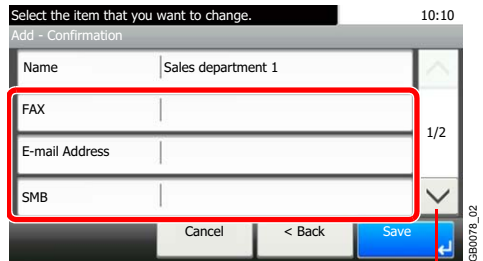 Select the item that you want to change. 10:10
Add - Confirmation
Name Sales department 1
FAX
1/2
E-mail Address
SMB
Cancel < Back Save
GB0078_02